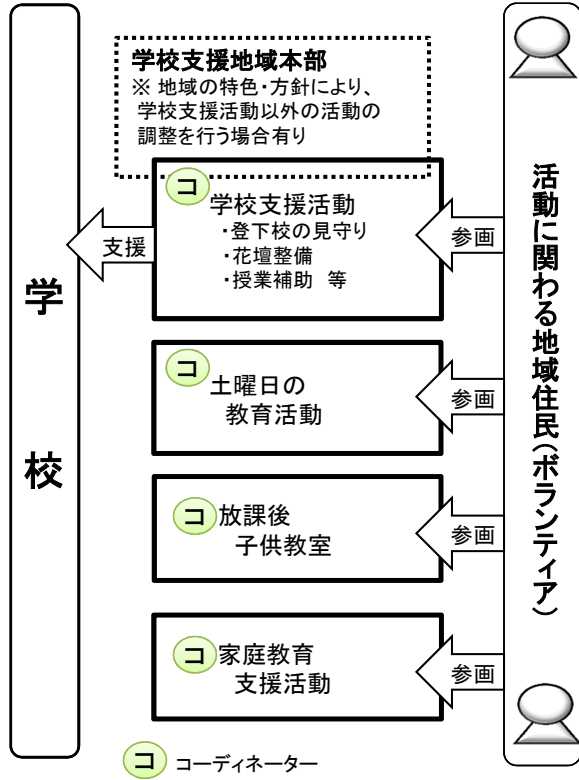 学校支援地域本部
※ 地域の特色・方針により、
学校支援活動以外の活動の
調整を行う場合有り
コ
学校支援活動
・登下校の見守り
・花壇整備
・授業補助 等
支援
参画
学校
コ
土曜日の
教育活動
参画
コ 放課後
子供教室
参画
コ 家庭教育
支援活動
参画
活動に関わる地域住民(ボランティア)
コ コーディネーター